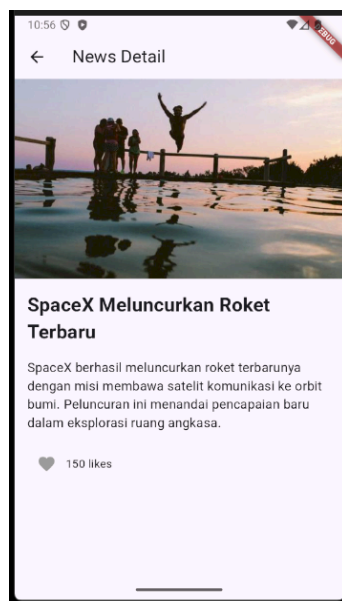 10:56
DEBUG
News Detail
SpaceX Meluncurkan Roket
Terbaru
SpaceX berhasil meluncurkan roket terbarunya
dengan misi membawa satelit komunikasi ke orbit
bumi. Peluncuran ini menandai pencapaian baru
dalam eksplorasi ruang angkasa.
150 likes